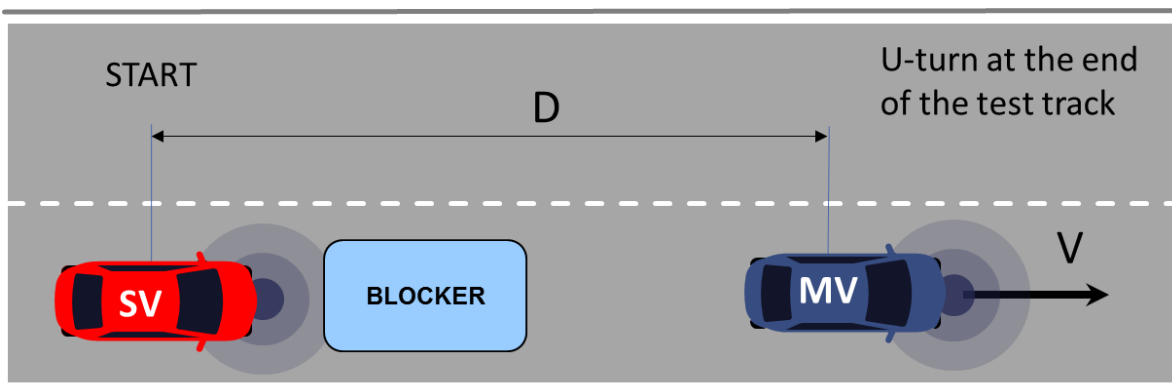 START
U-turn at the end
of the test track
D
V
SV
BLOCKER
MV